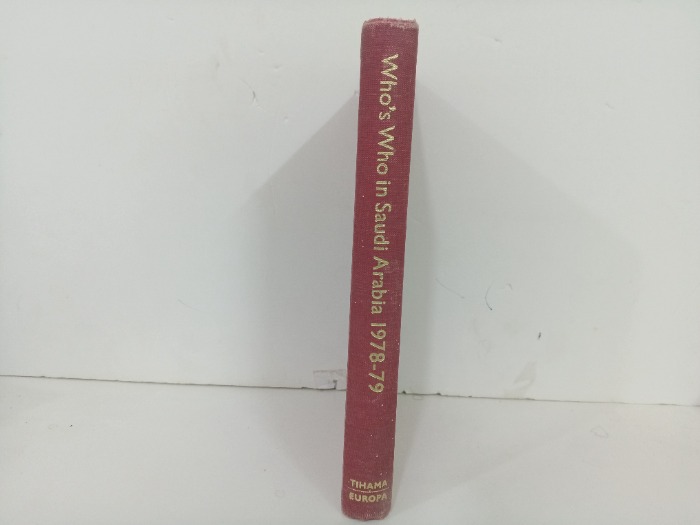 Who's Who in Saudi Arabia 1978-79
TIHAMA
EUROPA